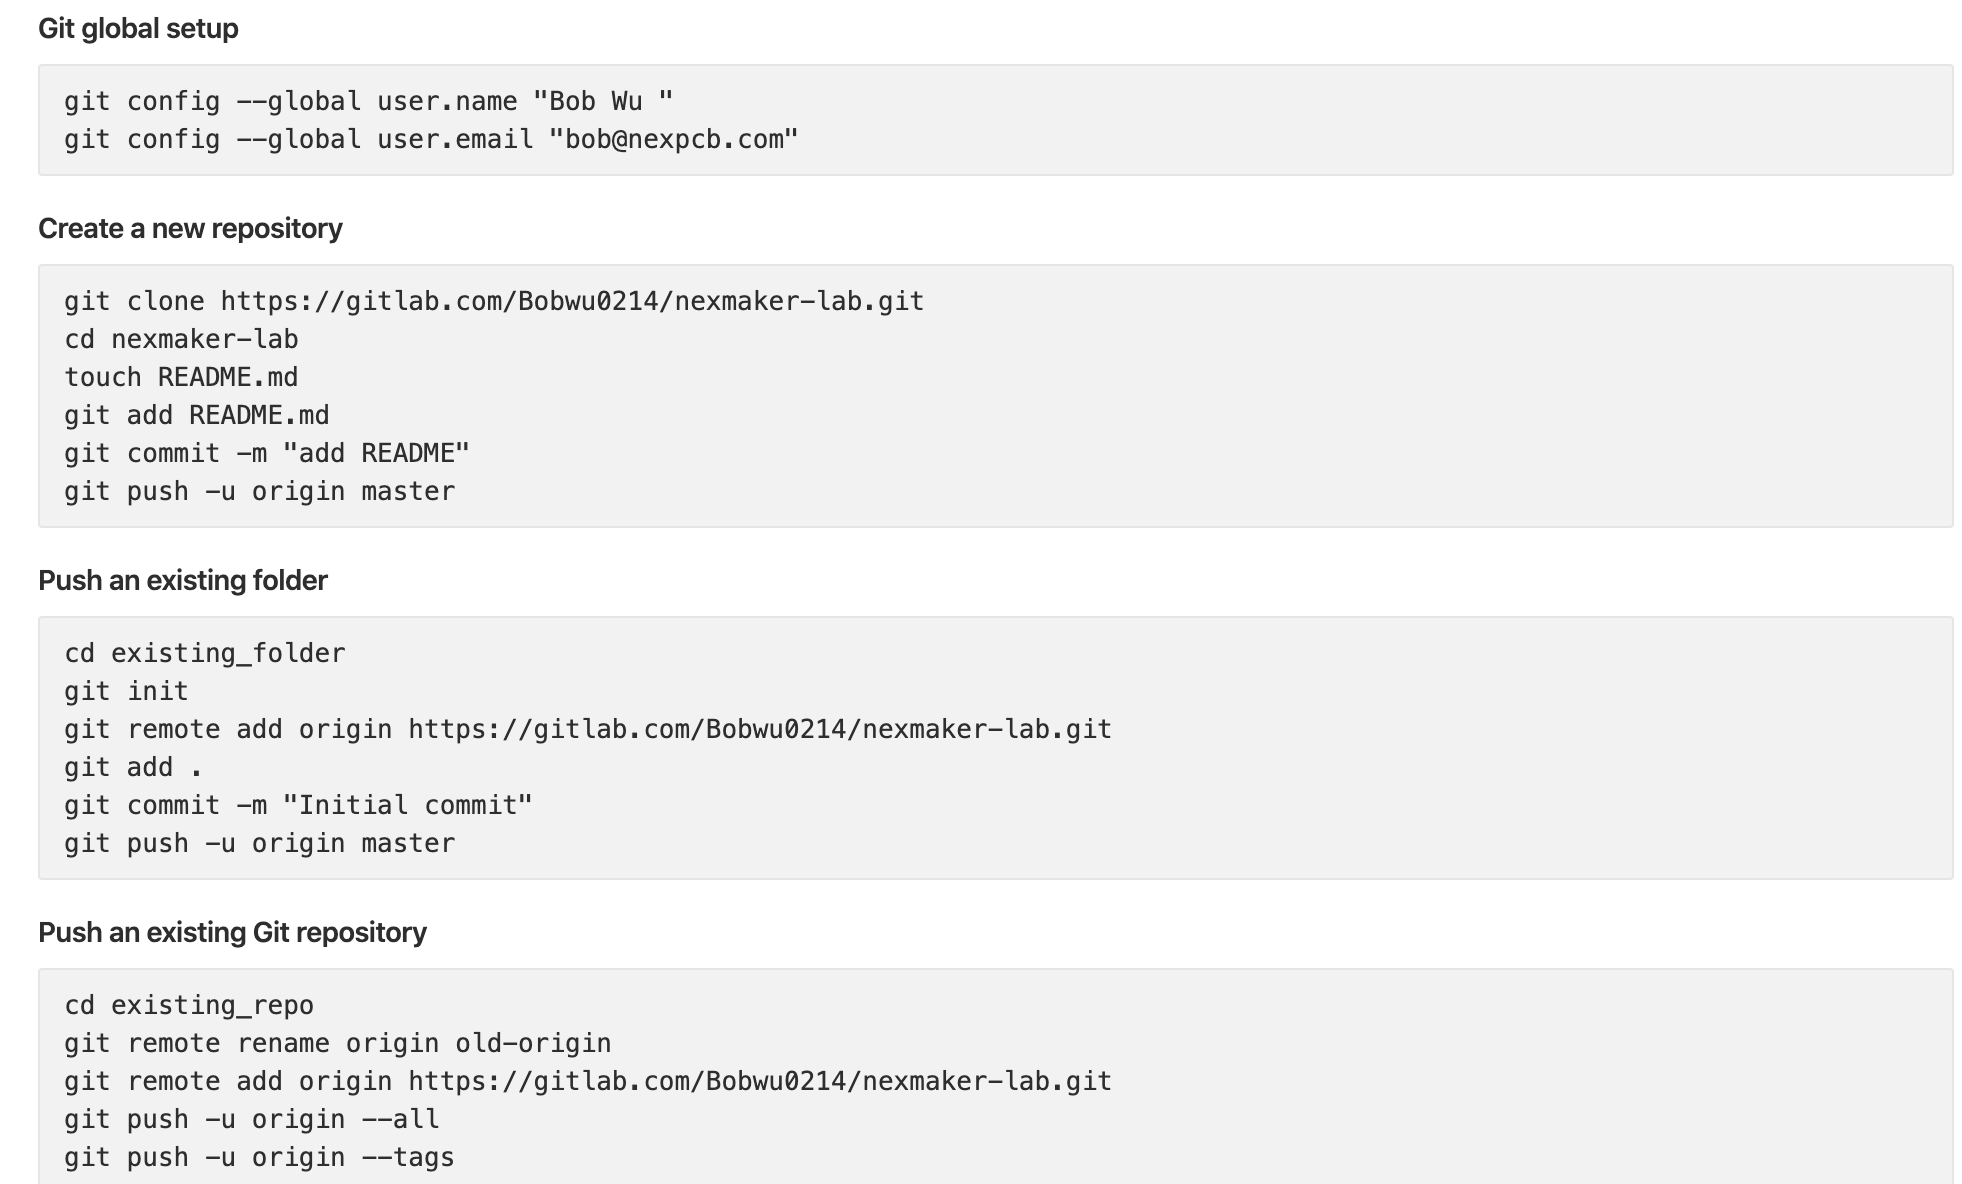 Git global setup
git config --global user.name "Bob Wu "
git config --global user.email "bob@nexpcb.com"
Create a new repository
git clone https://gitlab.com/Bobwu0214/nexmaker-lab.git
cd nexmaker-lab
touch README.md
git add README.md
git commit -m "add README"
git push -u origin master
Push an existing folder
cd existing_folder
git init
git remote add origin https://gitlab.com/Bobwu0214/nexmaker-lab.git
git add .
git commit -m "Initial commit"
git push -u origin master
Push an existing Git repository
cd existing_repo
git remote rename origin old-origin
git remote add origin https://gitlab.com/Bobwu0214/nexmaker-lab.git
git push -u origin --all
git push -u origin --tags